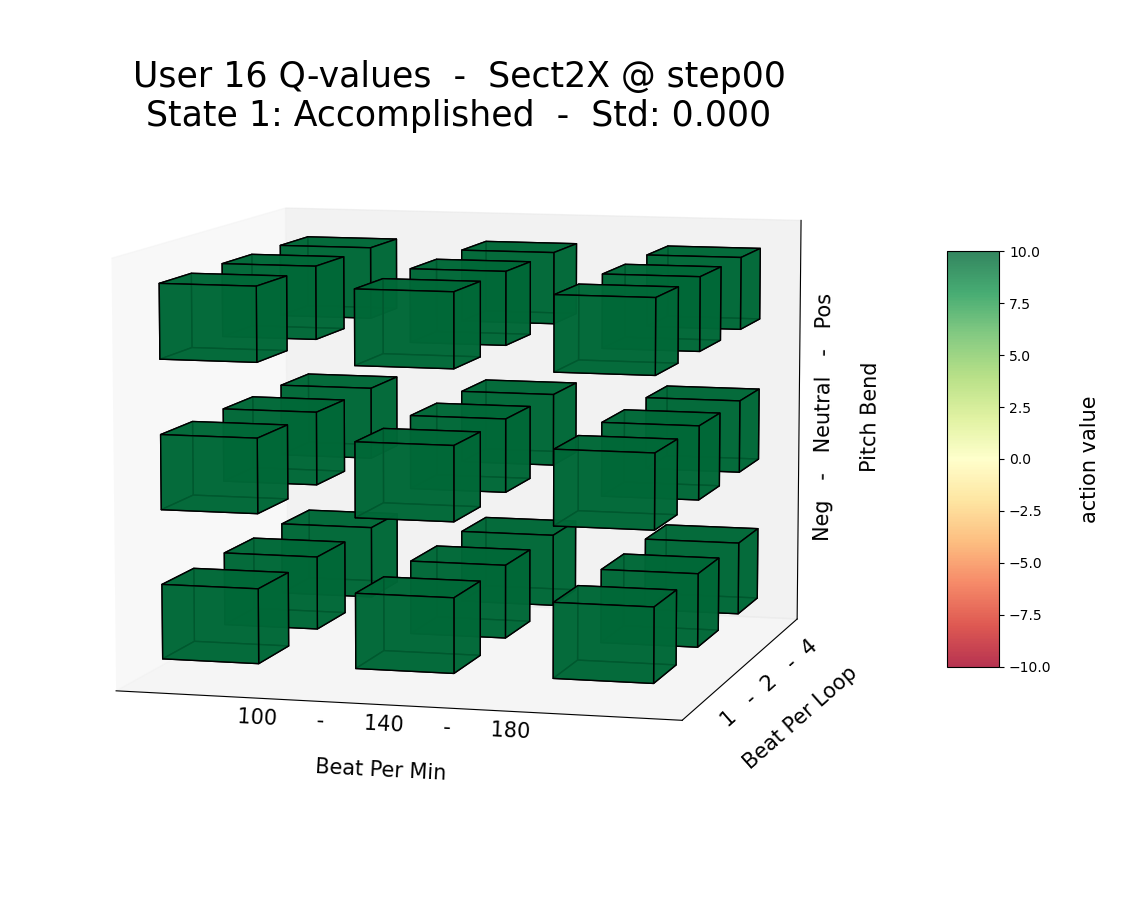 User 16 Q-values  -  Sect2X @ step00
State 1: Accomplished  -  Std: 0.000
Neg  -  Neutral  -  Pos
Pitch Bend
100  -  140  -  180
Beat Per Min
1  -  2  -  4
Beat Per Loop
10.0
7.5
5.0
2.5
0.0
−2.5
−5.0
−7.5
−10.0
action value